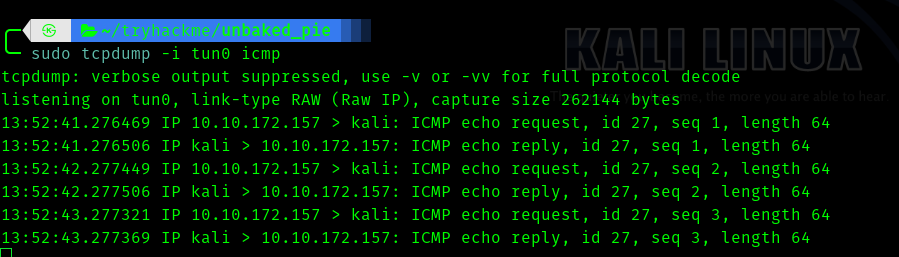 ~/tryhackme/unbaked_pie
KALI LINUX
sudo tcpdump -i tun0 icmp
tcpdump: verbose output suppressed, use -v or -vv for full protocol decode
listening on tun0, link-type RAW (Raw IP), capture size 262144 bytes
the more you are able to hear
13:52:41.276469 IP 10.10.172.157 > kali: ICMP echo request, id 27, seq 1, length 64
13:52:41.276506 IP kali > 10.10.172.157: ICMP echo reply, id 27, seq 1, length 64
13:52:42.277449 IP 10.10.172.157 > kali: ICMP echo request, id 27, seq 2, length 64
13:52:42.277506 IP kali > 10.10.172.157: ICMP echo reply, id 27, seq 2, length 64
13:52:43.277321 IP 10.10.172.157 > kali: ICMP echo request, id 27, seq 3, length 64
13:52:43.277369 IP kali > 10.10.172.157: ICMP echo reply, id 27, seq 3, length 64